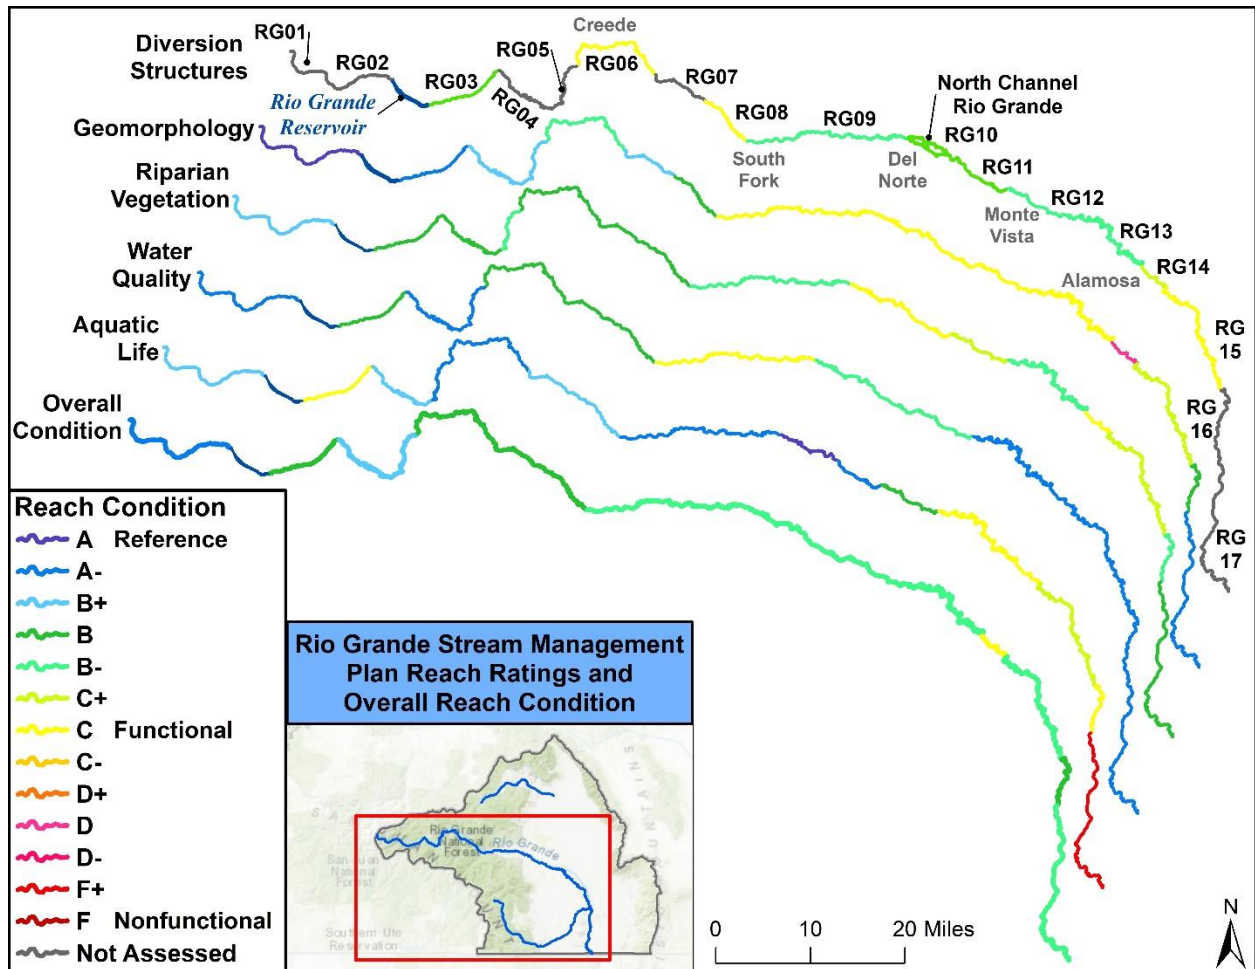 Creede
RG01
RG05
Diversion
Structures
RG02
RG03
RG04
RG06
RG07
Rio Grande
Reservoir
North Channel
Rio Grande
RG08
RG09
RG10
Geomorphology
South
Fork
Del
Norte
RG11
Riparian
Vegetation
RG12
Monte
Vista
RG13
Water
Quality
Alamosa
RG14
Aquatic
Life
RG
15
Overall
Condition
RG
16
RG
17
Reach Condition
A Reference
A-
B+
B
B-
C+
C Functional
C-
D+
D
D-
F+
F Nonfunctional
Not Assessed
Rio Grande Stream Management
Plan Reach Ratings and
Overall Reach Condition
Rio Grande
National
Forest
Rio Grande
San Juan
National
Forest
Southern Ute
Reservation
0 10 20 Miles
N